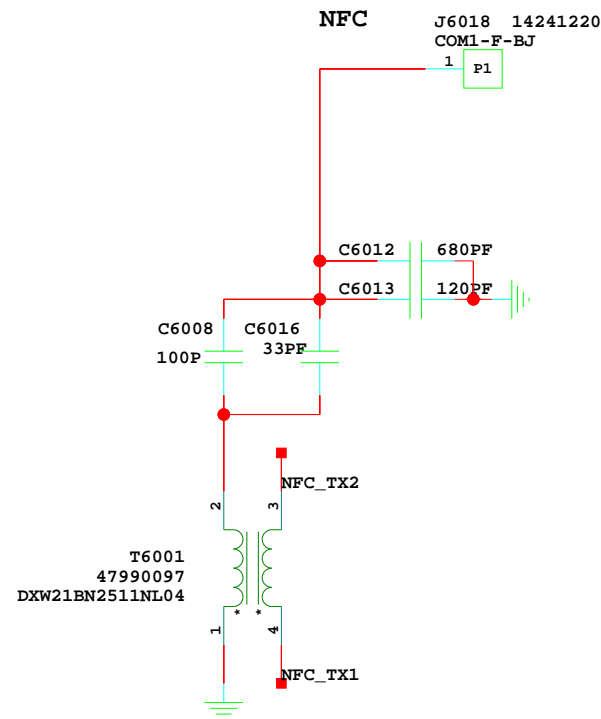 NFC
J6018 14241220
COM1-F-BJ
1 P1
C6012 680PF
C6013 120PF
C6008 C6016
100P 33PF
NFC_TX2
2 3
T6001
47990097
DXW21BN2511NL04
* *
1 4
NFC_TX1